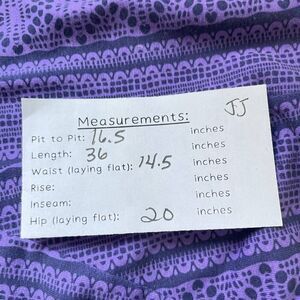 Measurements:
JJ
Pit to Pit: 16.5 inches
Length: 36 inches
Waist (laying flat): 14.5 inches
Rise: inches
Inseam: inches
Hip (laying flat): 20 inches